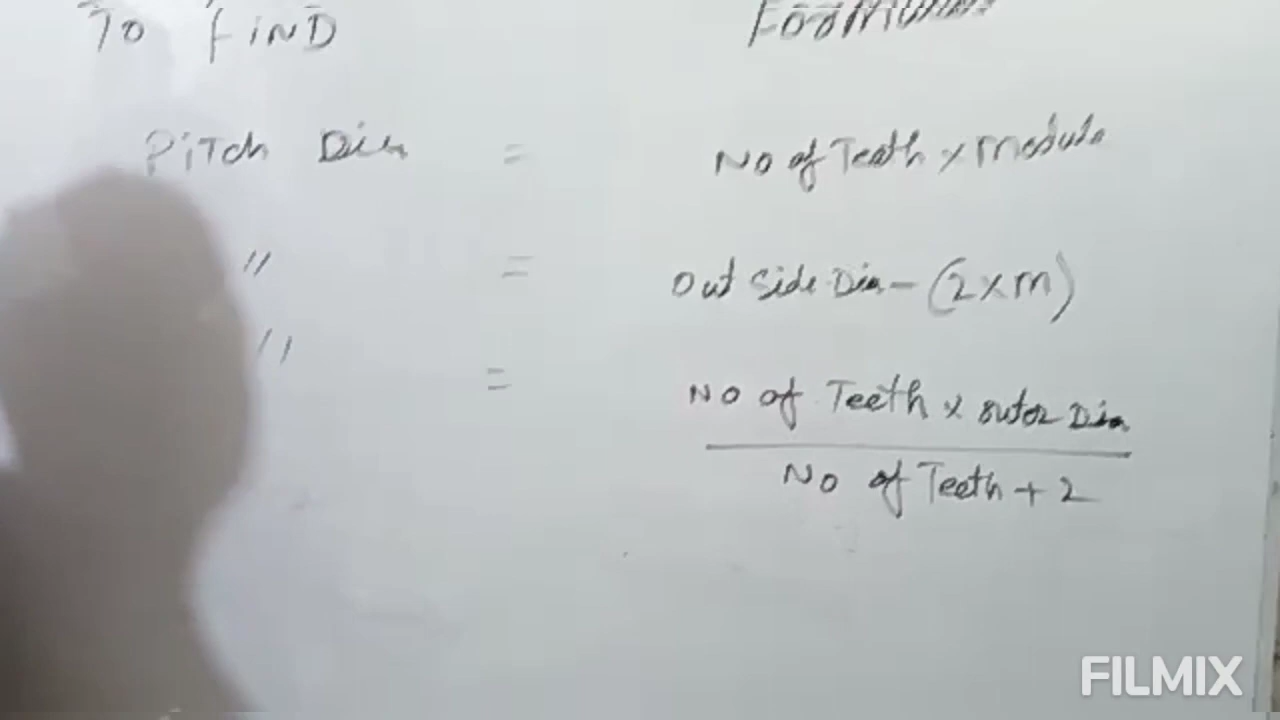 To FIND Formula
Pitch Dia = No of Teeth x module
" = Out Side Dia - (2 x m)
" = No of Teeth x outer Dia
No of Teeth + 2
FILMIX